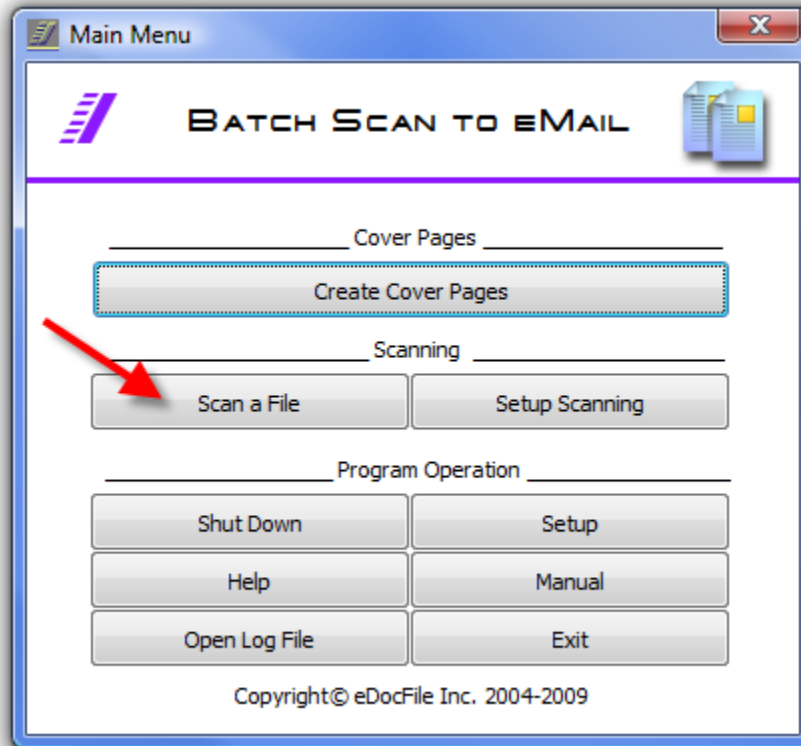 Main Menu
Batch Scan to eMail
Cover Pages
Create Cover Pages
Scanning
Scan a File Setup Scanning
Program Operation
Shut Down Setup
Help Manual
Open Log File Exit
Copyright© eDocFile Inc. 2004-2009